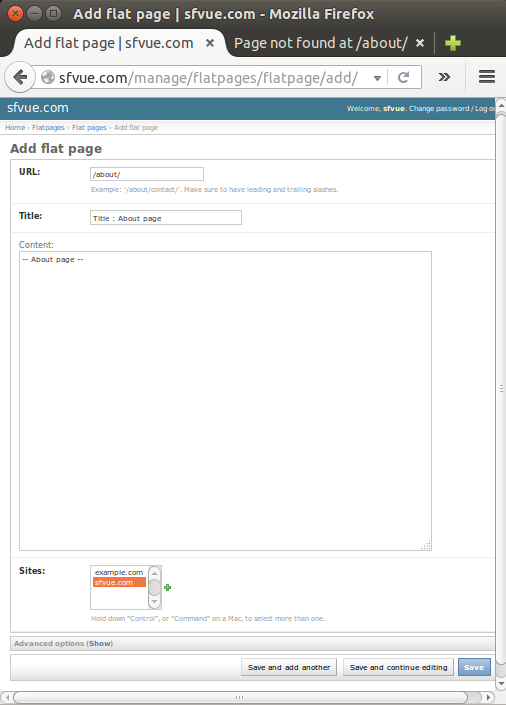 Add flat page | sfvue.com - Mozilla Firefox
Add flat page | sfvue.com
Page not found at /about/
sfvue.com/manage/flatpages/flatpage/add/
sfvue.com
Welcome, sfvue. Change password / Log
Home › Flatpages › Flat pages › Add flat page
Add flat page
URL:
/about/
Example: '/about/contact/'. Make sure to have leading and trailing slashes.
Title:
Title : About page
Content:
-- About page --
Sites:
example.com
sfvue.com
Hold down "Control", or "Command" on a Mac, to select more than one.
Advanced options (Show)
Save and add another
Save and continue editing
Save